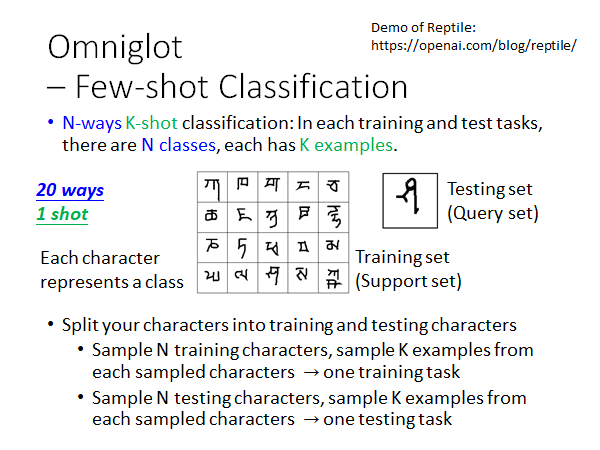 Demo of Reptile:
https://openai.com/blog/reptile/
Omniglot
– Few-shot Classification
• N-ways K-shot classification: In each training and test tasks,
there are N classes, each has K examples.
20 ways
1 shot
Each character
represents a class
Testing set
(Query set)
Training set
(Support set)
• Split your characters into training and testing characters
• Sample N training characters, sample K examples from
each sampled characters → one training task
• Sample N testing characters, sample K examples from
each sampled characters → one testing task